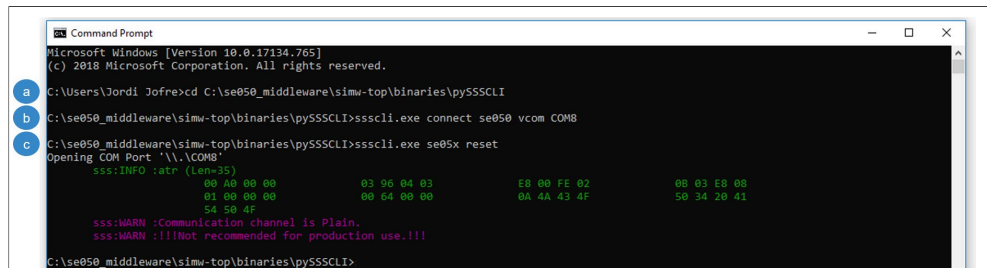 Command Prompt
Microsoft Windows [Version 10.0.17134.765]
(c) 2018 Microsoft Corporation. All rights reserved.
a C:\Users\Jordi Jofre>cd C:\se050_middleware\simw-top\binaries\pySSSCLI
b C:\se050_middleware\simw-top\binaries\pySSSCLI>ssscli.exe connect se050 vcom COM8
c C:\se050_middleware\simw-top\binaries\pySSSCLI>ssscli.exe se05x reset
Opening COM Port '\\.\COM8'
sss:INFO :atr (Len=35)
00 A0 00 00 03 96 04 03 E8 00 FE 02 0B 03 E8 08
01 00 00 00 00 64 00 00 0A 4A 43 4F 50 34 20 41
54 50 4F
sss:WARN :Communication channel is Plain.
sss:WARN :!!!Not recommended for production use.!!!
C:\se050_middleware\simw-top\binaries\pySSSCLI>